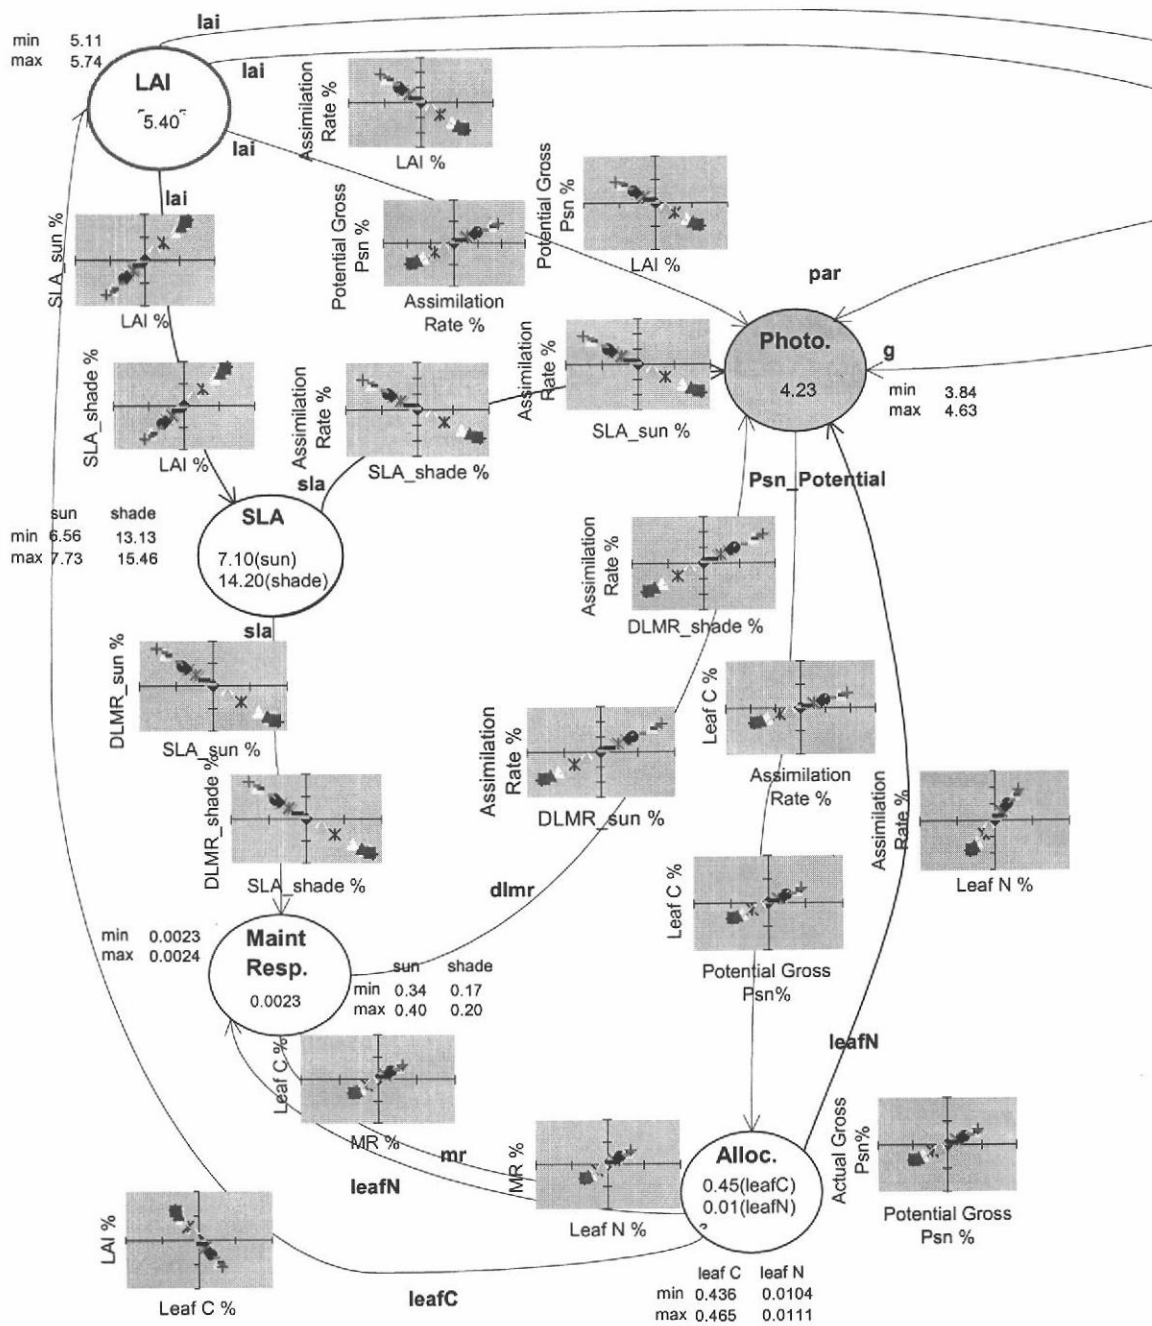 lai
min 5.11
max 5.74
LAI
5.40
lai
Assimilation
Rate %
LAI %
lai
lai
SLA_sun %
LAI %
Potential Gross
Psn %
Assimilation
Rate %
Potential Gross
Psn %
LAI %
par
Photo.
4.23
g
min 3.84
max 4.63
SLA_shade %
LAI %
Assimilation
Rate %
SLA_shade %
Assimilation
Rate %
SLA_sun %
sla
Psn_Potential
SLA
7.10(sun)
14.20(shade)
sun shade
min 6.56 13.13
max 7.73 15.46
Assimilation
Rate %
DLMR_shade %
sla
DLMR_sun %
SLA_sun %
Leaf C %
Assimilation
Rate %
Assimilation
Rate %
DLMR_sun %
DLMR_shade %
SLA_shade %
Assimilation
Rate %
Leaf N %
dlmr
Leaf C %
Potential Gross
Psn%
min 0.0023
max 0.0024
Maint
Resp.
0.0023
sun shade
min 0.34 0.17
max 0.40 0.20
leafN
Leaf C %
MR %
mr
leafN
MR %
Leaf N %
Alloc.
0.45(leafC)
0.01(leafN)
?
Actual Gross
Psn%
Potential Gross
Psn %
LAI %
Leaf C %
leafC
leaf C leaf N
min 0.436 0.0104
max 0.465 0.0111